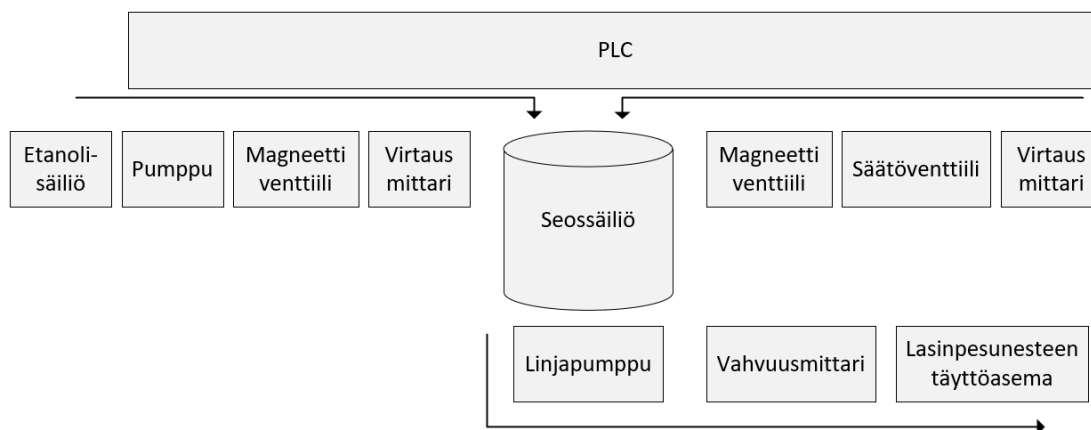 PLC
Etanoli-
säiliö
Pumppu
Magneetti
venttiili
Virtaus
mittari
Seossäiliö
Magneetti
venttiili
Säätöventtiili
Virtaus
mittari
Linjapumppu
Vahvuusmittari
Lasinpesunesteen
täyttöasema